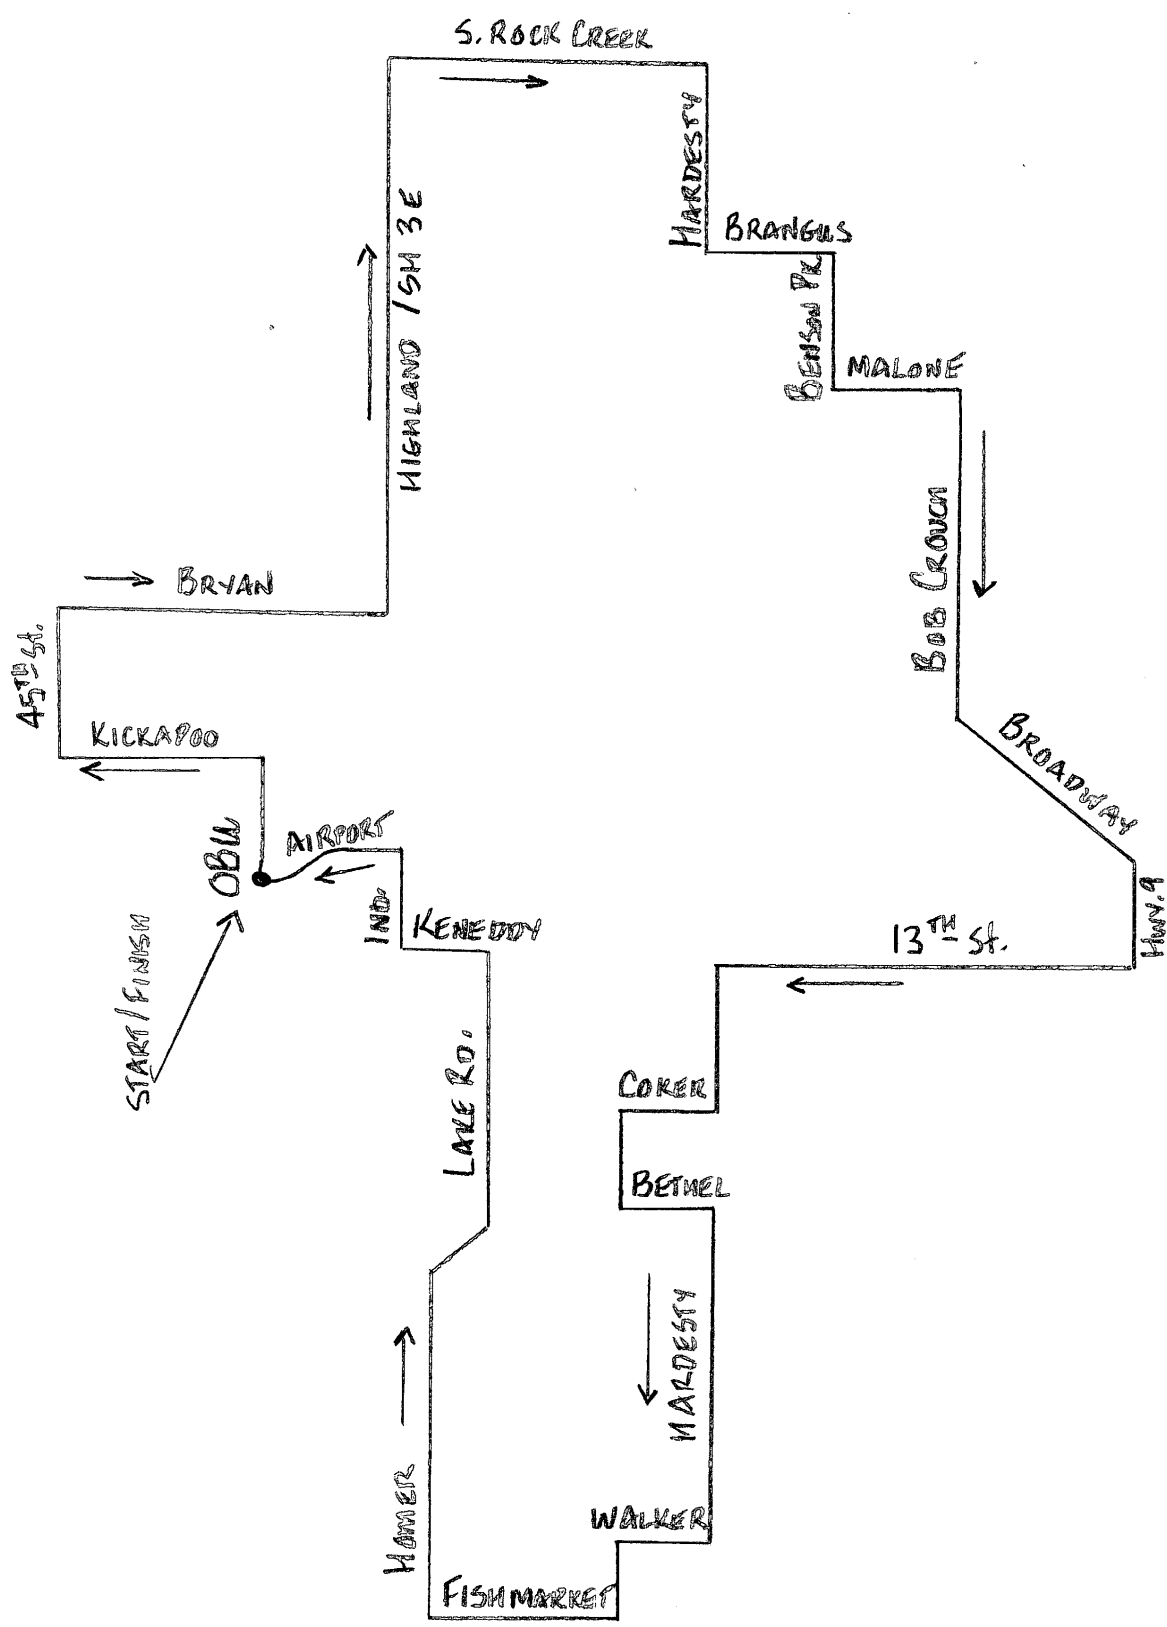 S. ROCK CREEK
HARDESTY
BRANGUS
BENSON PK
MALONE
HIGHLAND / SH 3E
BOB CROUCH
BRYAN
45TH St.
KICKAPOO
BROADWAY
OBU
AIRPORT
IND.
KENEDDY
HWY. 9
13TH St.
START/FINISH
LAKE RD.
COKER
BETHEL
HARDESTY
HOMER
WALKER
FISHMARKET